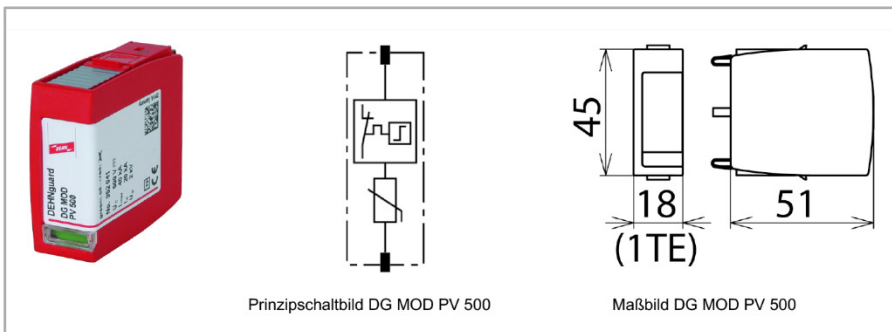 DEHNguard
DG MOD
PV 500
45
18
(1TE)
51
Prinzipschaltbild DG MOD PV 500
Maßbild DG MOD PV 500